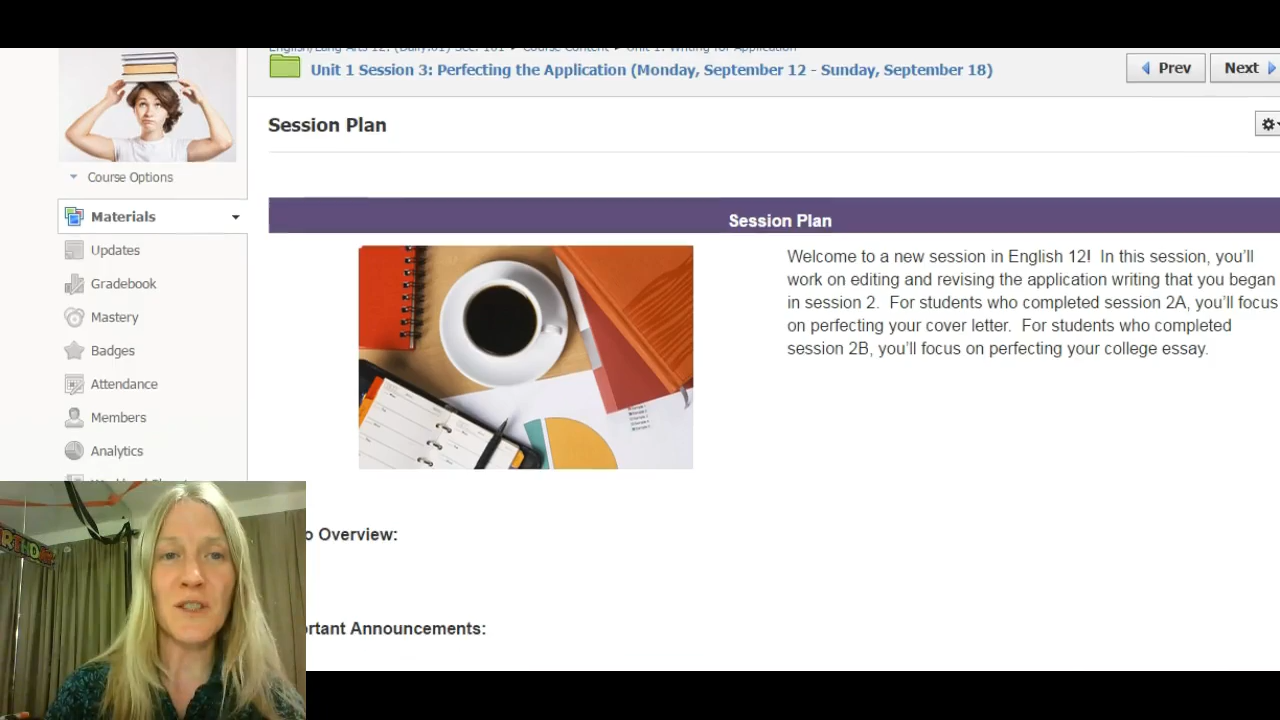 Unit 1 Session 3: Perfecting the Application (Monday, September 12 - Sunday, September 18)
Prev
Next
Session Plan
Course Options
Materials
Updates
Gradebook
Mastery
Badges
Attendance
Members
Analytics
Session Plan
Welcome to a new session in English 12! In this session, you'll
work on editing and revising the application writing that you began
in session 2. For students who completed session 2A, you'll focus
on perfecting your cover letter. For students who completed
session 2B, you'll focus on perfecting your college essay.
o Overview:
ortant Announcements: